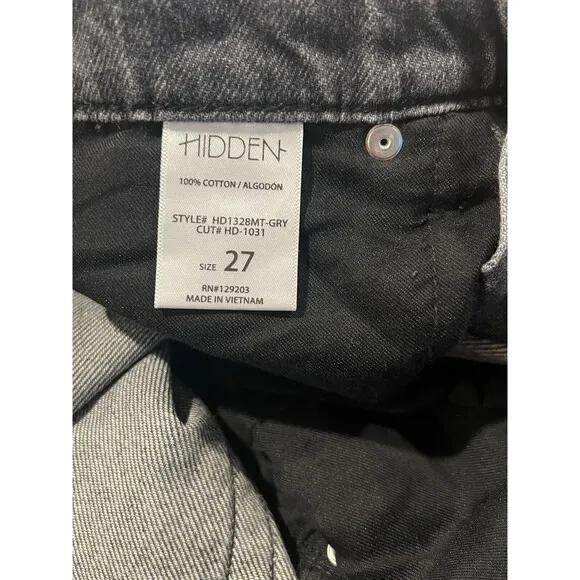 HIDDEN
100% COTTON / ALGODÓN
STYLE# HD1328MT-GRY
CUT# HD-1031
SIZE 27
RN#129203
MADE IN VIETNAM